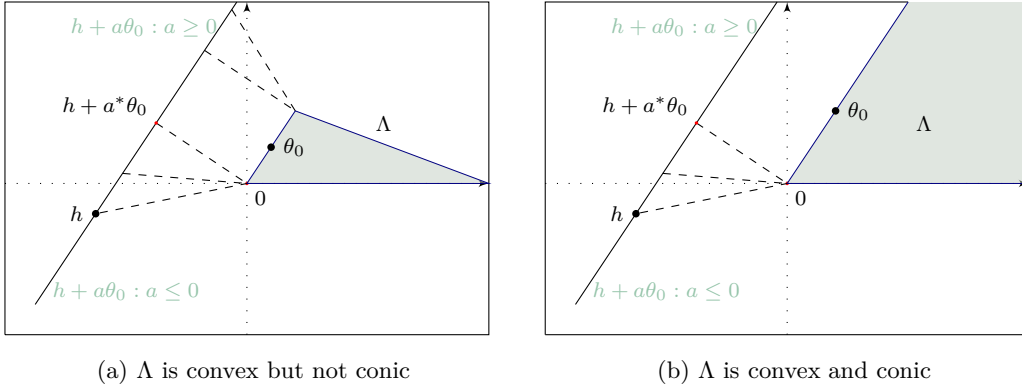 h + aθ₀ : a ≥ 0
h + a*θ₀
Λ
θ₀
0
h
h + aθ₀ : a ≤ 0
(a) Λ is convex but not conic
h + aθ₀ : a ≥ 0
h + a*θ₀
θ₀
Λ
0
h
h + aθ₀ : a ≤ 0
(b) Λ is convex and conic